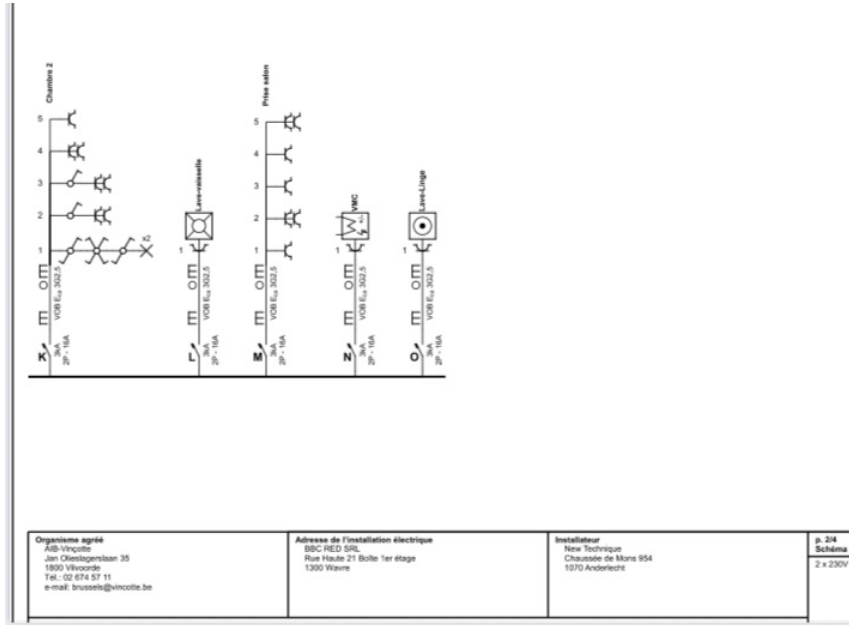 Chambre 2
5
4
3
2
1
x2
VOB Eca 3G2,5
K
3kA
2P - 16A
Lave-vaisselle
1
VOB Eca 3G2,5
L
3kA
2P - 16A
Prise salon
5
4
3
2
1
VOB Eca 3G2,5
M
3kA
2P - 16A
VMC
1
VOB Eca 3G2,5
N
3kA
2P - 16A
Lave-Linge
1
VOB Eca 3G2,5
O
3kA
2P - 16A
Organisme agréé
AIB-Vinçotte
Jan Olieslagerslaan 35
1800 Vilvoorde
Tél.: 02 674 57 11
e-mail: brussels@vincotte.be
Adresse de l'installation électrique
BBC RED SRL
Rue Haute 21 Boîte 1er étage
1300 Wavre
Installateur
New Technique
Chaussée de Mons 954
1070 Anderlecht
p. 2/4
Schéma
2 x 230V